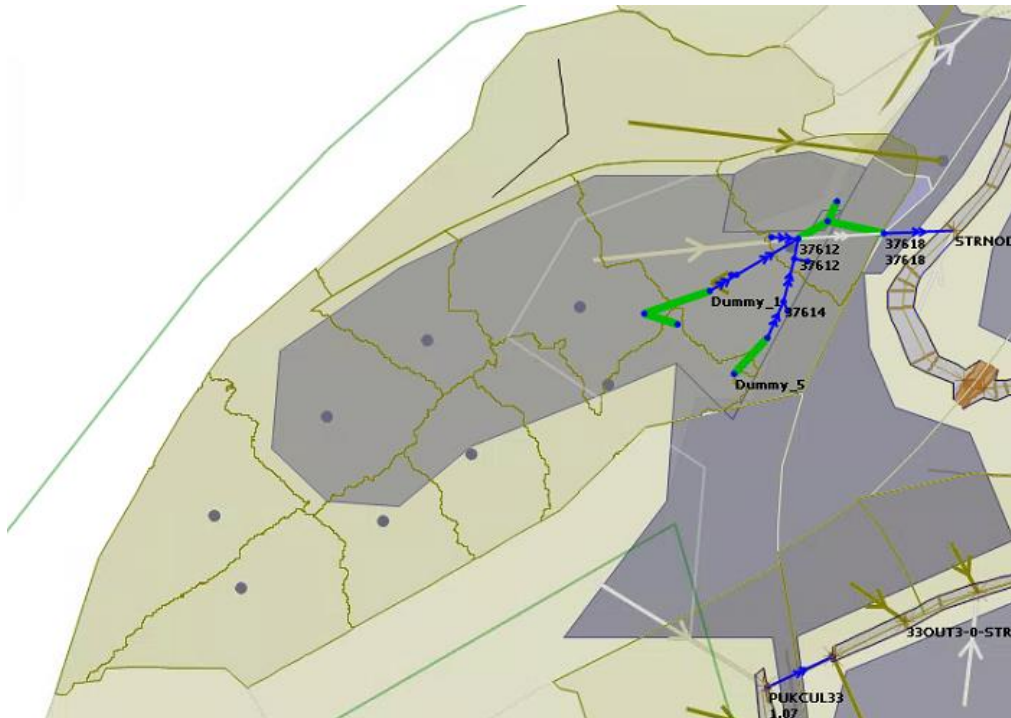 STRNOD
37618
37618
37612
37612
Dummy_1
37614
Dummy_5
33OUT3-0-STR
PUKCUL33
1.07